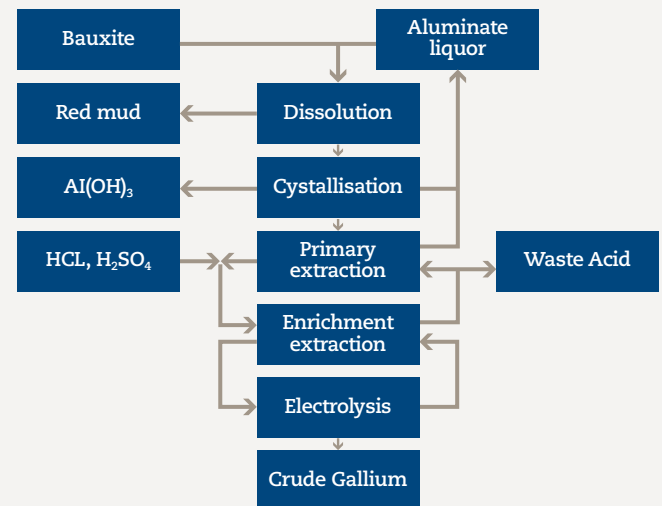 Bauxite
Aluminate
liquor
Red mud
Dissolution
AI(OH)₃
Cystallisation
HCL, H₂SO₄
Primary
extraction
Waste Acid
Enrichment
extraction
Electrolysis
Crude Gallium